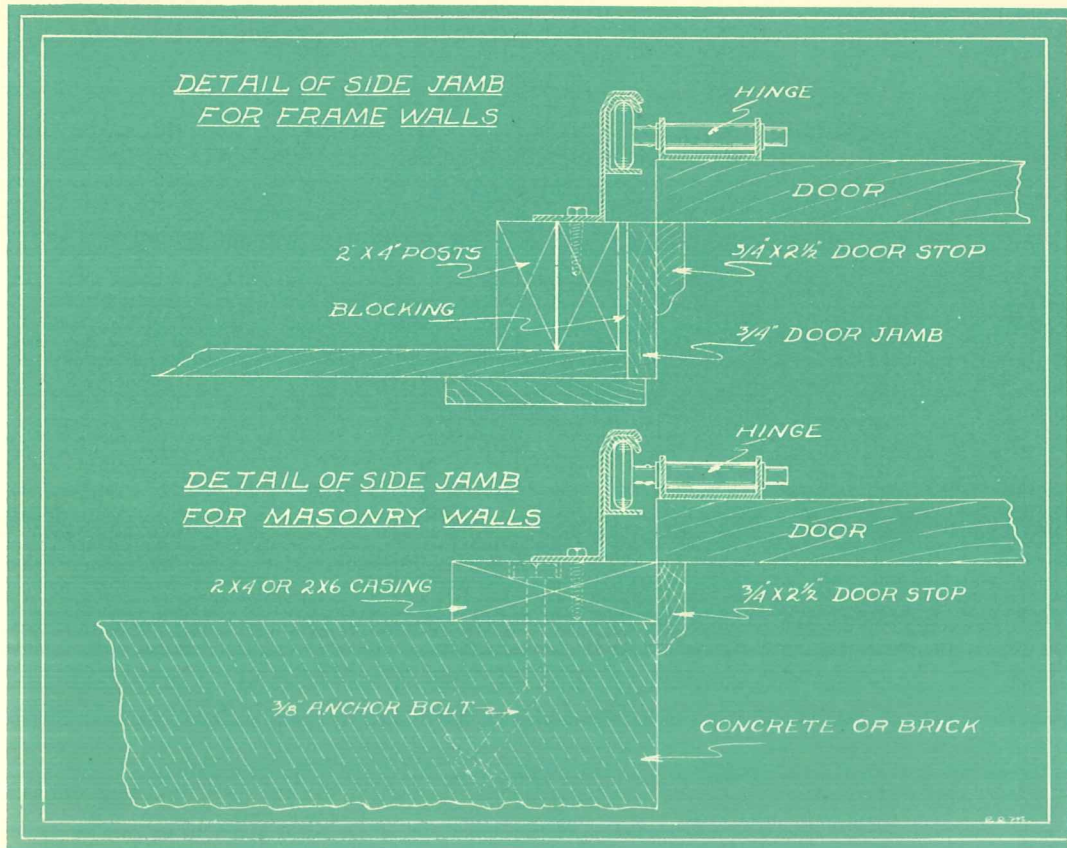 DETAIL OF SIDE JAMB
FOR FRAME WALLS
HINGE
DOOR
2" X 4" POSTS
3/4" X 2 1/2" DOOR STOP
BLOCKING
3/4" DOOR JAMB
HINGE
DETAIL OF SIDE JAMB
FOR MASONRY WALLS
DOOR
2 X 4 OR 2 X 6 CASING
3/4" X 2 1/2" DOOR STOP
3/8" ANCHOR BOLT
CONCRETE OR BRICK